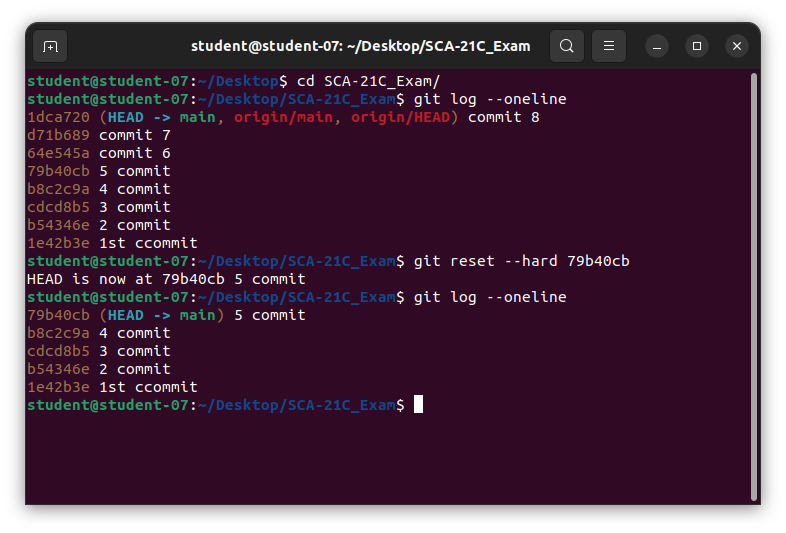 student@student-07: ~/Desktop/SCA-21C_Exam
student@student-07:~/Desktop$ cd SCA-21C_Exam/
student@student-07:~/Desktop/SCA-21C_Exam$ git log --oneline
1dca720 (HEAD -> main, origin/main, origin/HEAD) commit 8
d71b689 commit 7
64e545a commit 6
79b40cb 5 commit
b8c2c9a 4 commit
cdcd8b5 3 commit
b54346e 2 commit
1e42b3e 1st ccommit
student@student-07:~/Desktop/SCA-21C_Exam$ git reset --hard 79b40cb
HEAD is now at 79b40cb 5 commit
student@student-07:~/Desktop/SCA-21C_Exam$ git log --oneline
79b40cb (HEAD -> main) 5 commit
b8c2c9a 4 commit
cdcd8b5 3 commit
b54346e 2 commit
1e42b3e 1st ccommit
student@student-07:~/Desktop/SCA-21C_Exam$